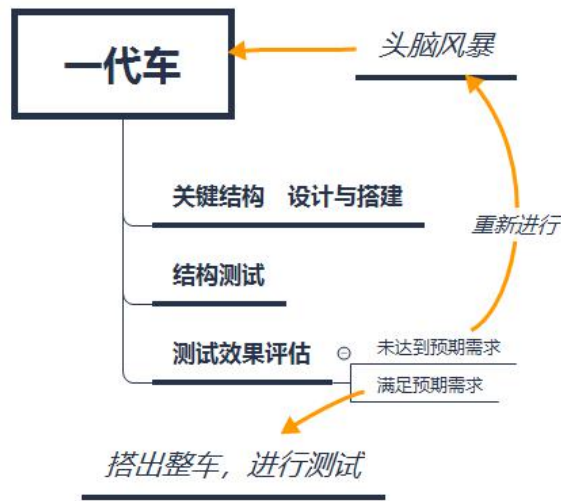 一代车
头脑风暴
关键结构 设计与搭建
重新进行
结构测试
测试效果评估
未达到预期需求
满足预期需求
搭出整车，进行测试